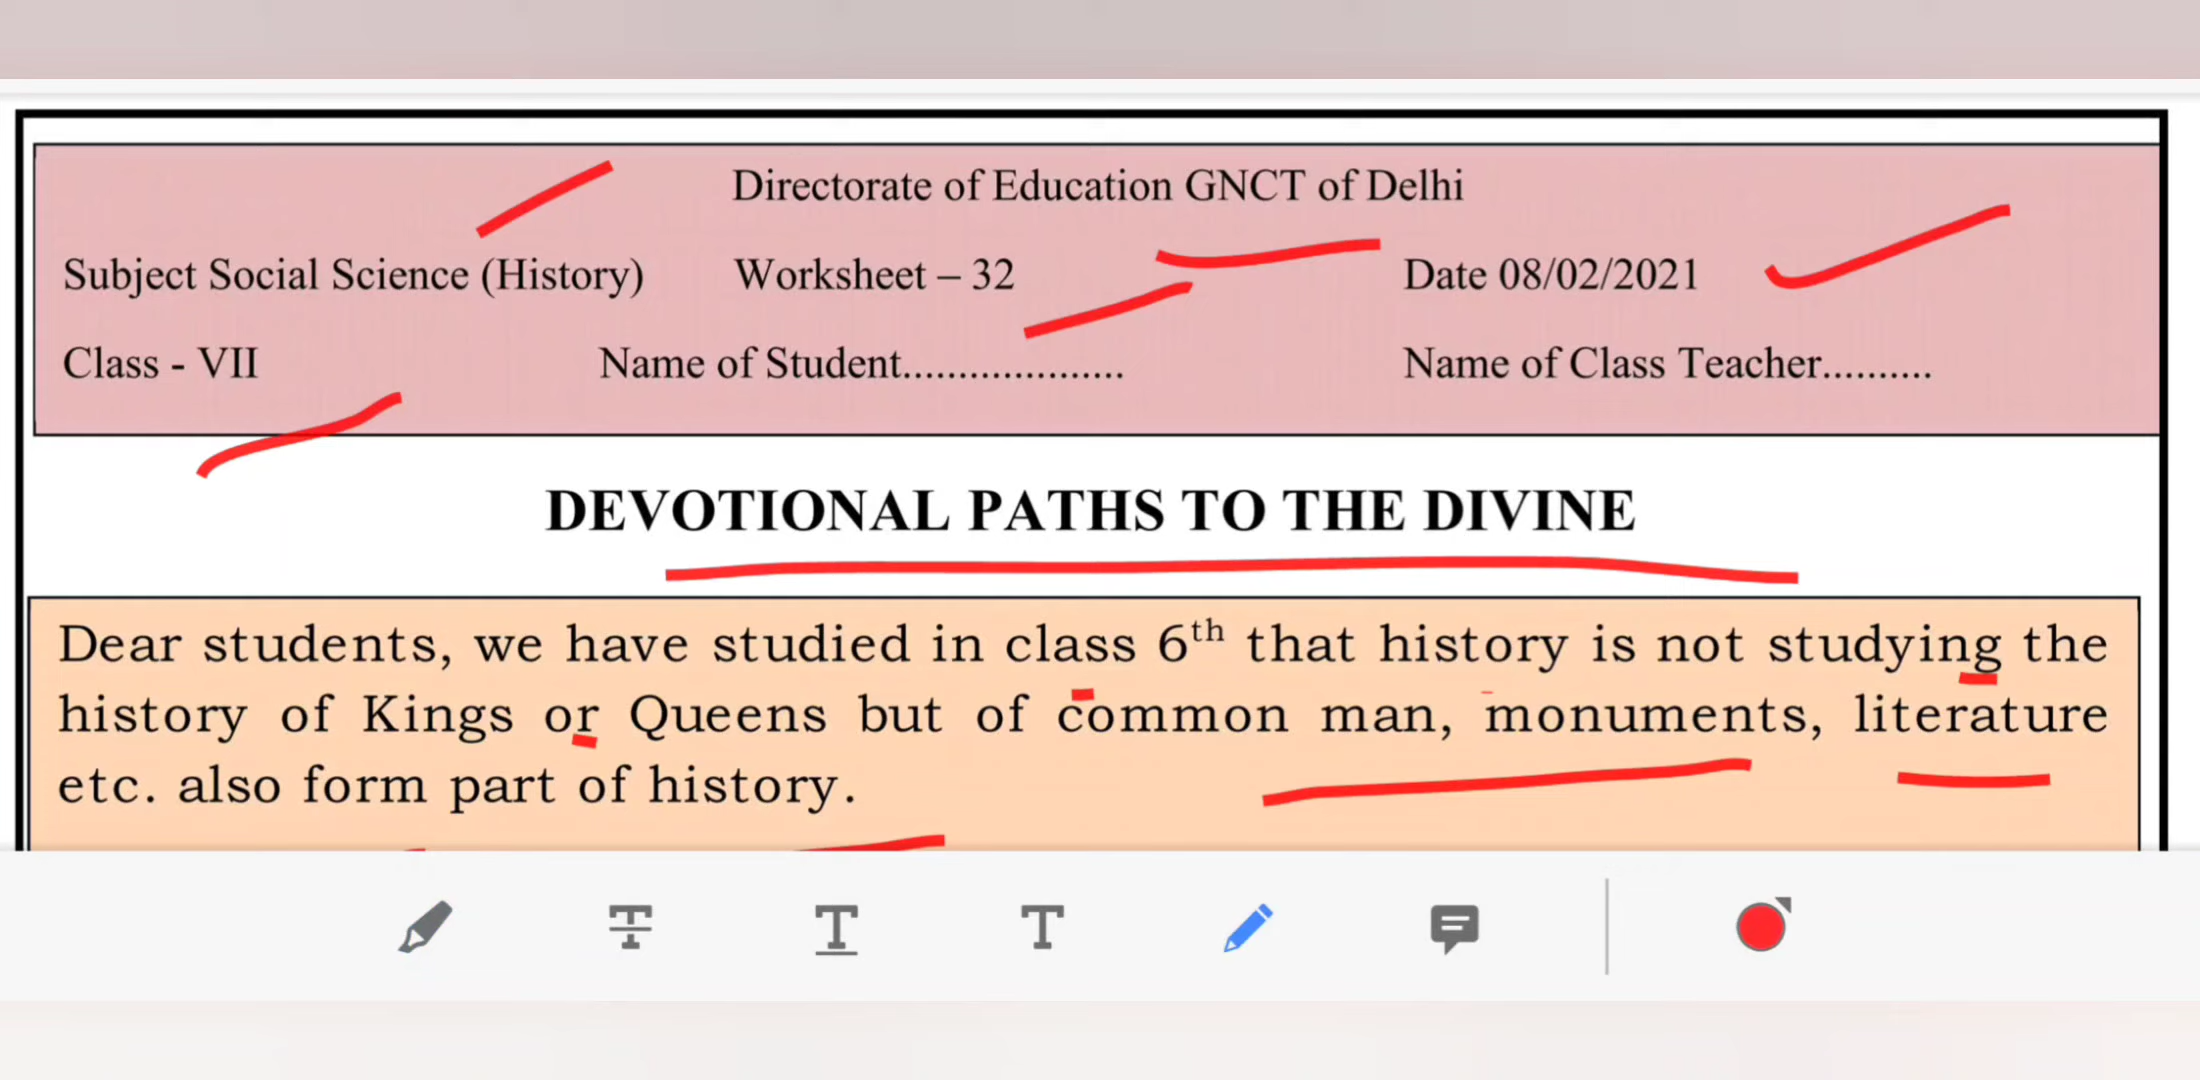 Directorate of Education GNCT of Delhi
Subject Social Science (History) Worksheet – 32 Date 08/02/2021
Class - VII Name of Student.................... Name of Class Teacher..........
DEVOTIONAL PATHS TO THE DIVINE
Dear students, we have studied in class 6th that history is not studying the
history of Kings or Queens but of common man, monuments, literature
etc. also form part of history.